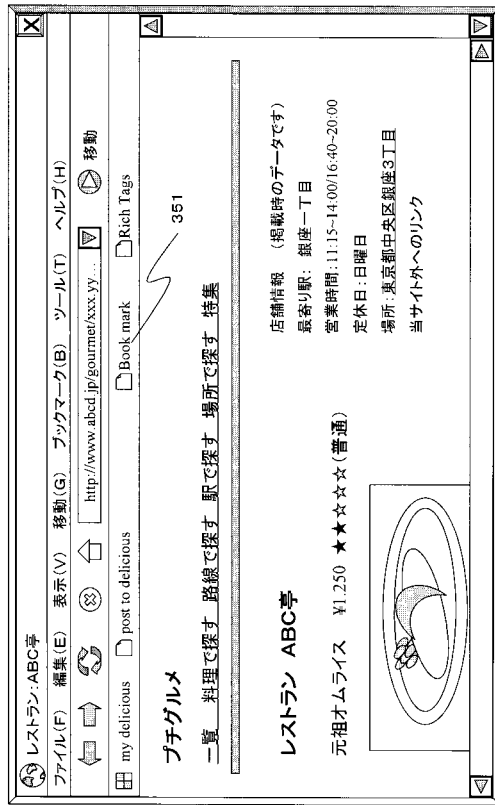 レストラン:ABC亭
X
ファイル(F) 編集(E) 表示(V) 移動(G) ブックマーク(B) ツール(T) ヘルプ(H)
http://www.abcd.jp/gourmet/xxx.yy... 移動
my delicious post to delicious Book mark Rich Tags
351
プチグルメ
一覧 料理で探す 路線で探す 駅で探す 場所で探す 特集
レストラン ABC亭
元祖オムライス ¥1.250 ★★☆☆☆(普通)
店舗情報 (掲載時のデータです)
最寄り駅: 銀座一丁目
営業時間:11:15~14:00/16:40~20:00
定休日:日曜日
場所:東京都中央区銀座3丁目
当サイト外へのリンク